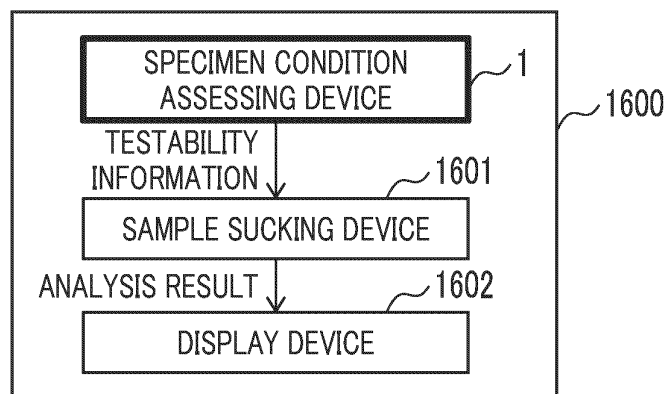 SPECIMEN CONDITION
ASSESSING DEVICE
1
1600
TESTABILITY
INFORMATION
1601
SAMPLE SUCKING DEVICE
ANALYSIS RESULT
1602
DISPLAY DEVICE